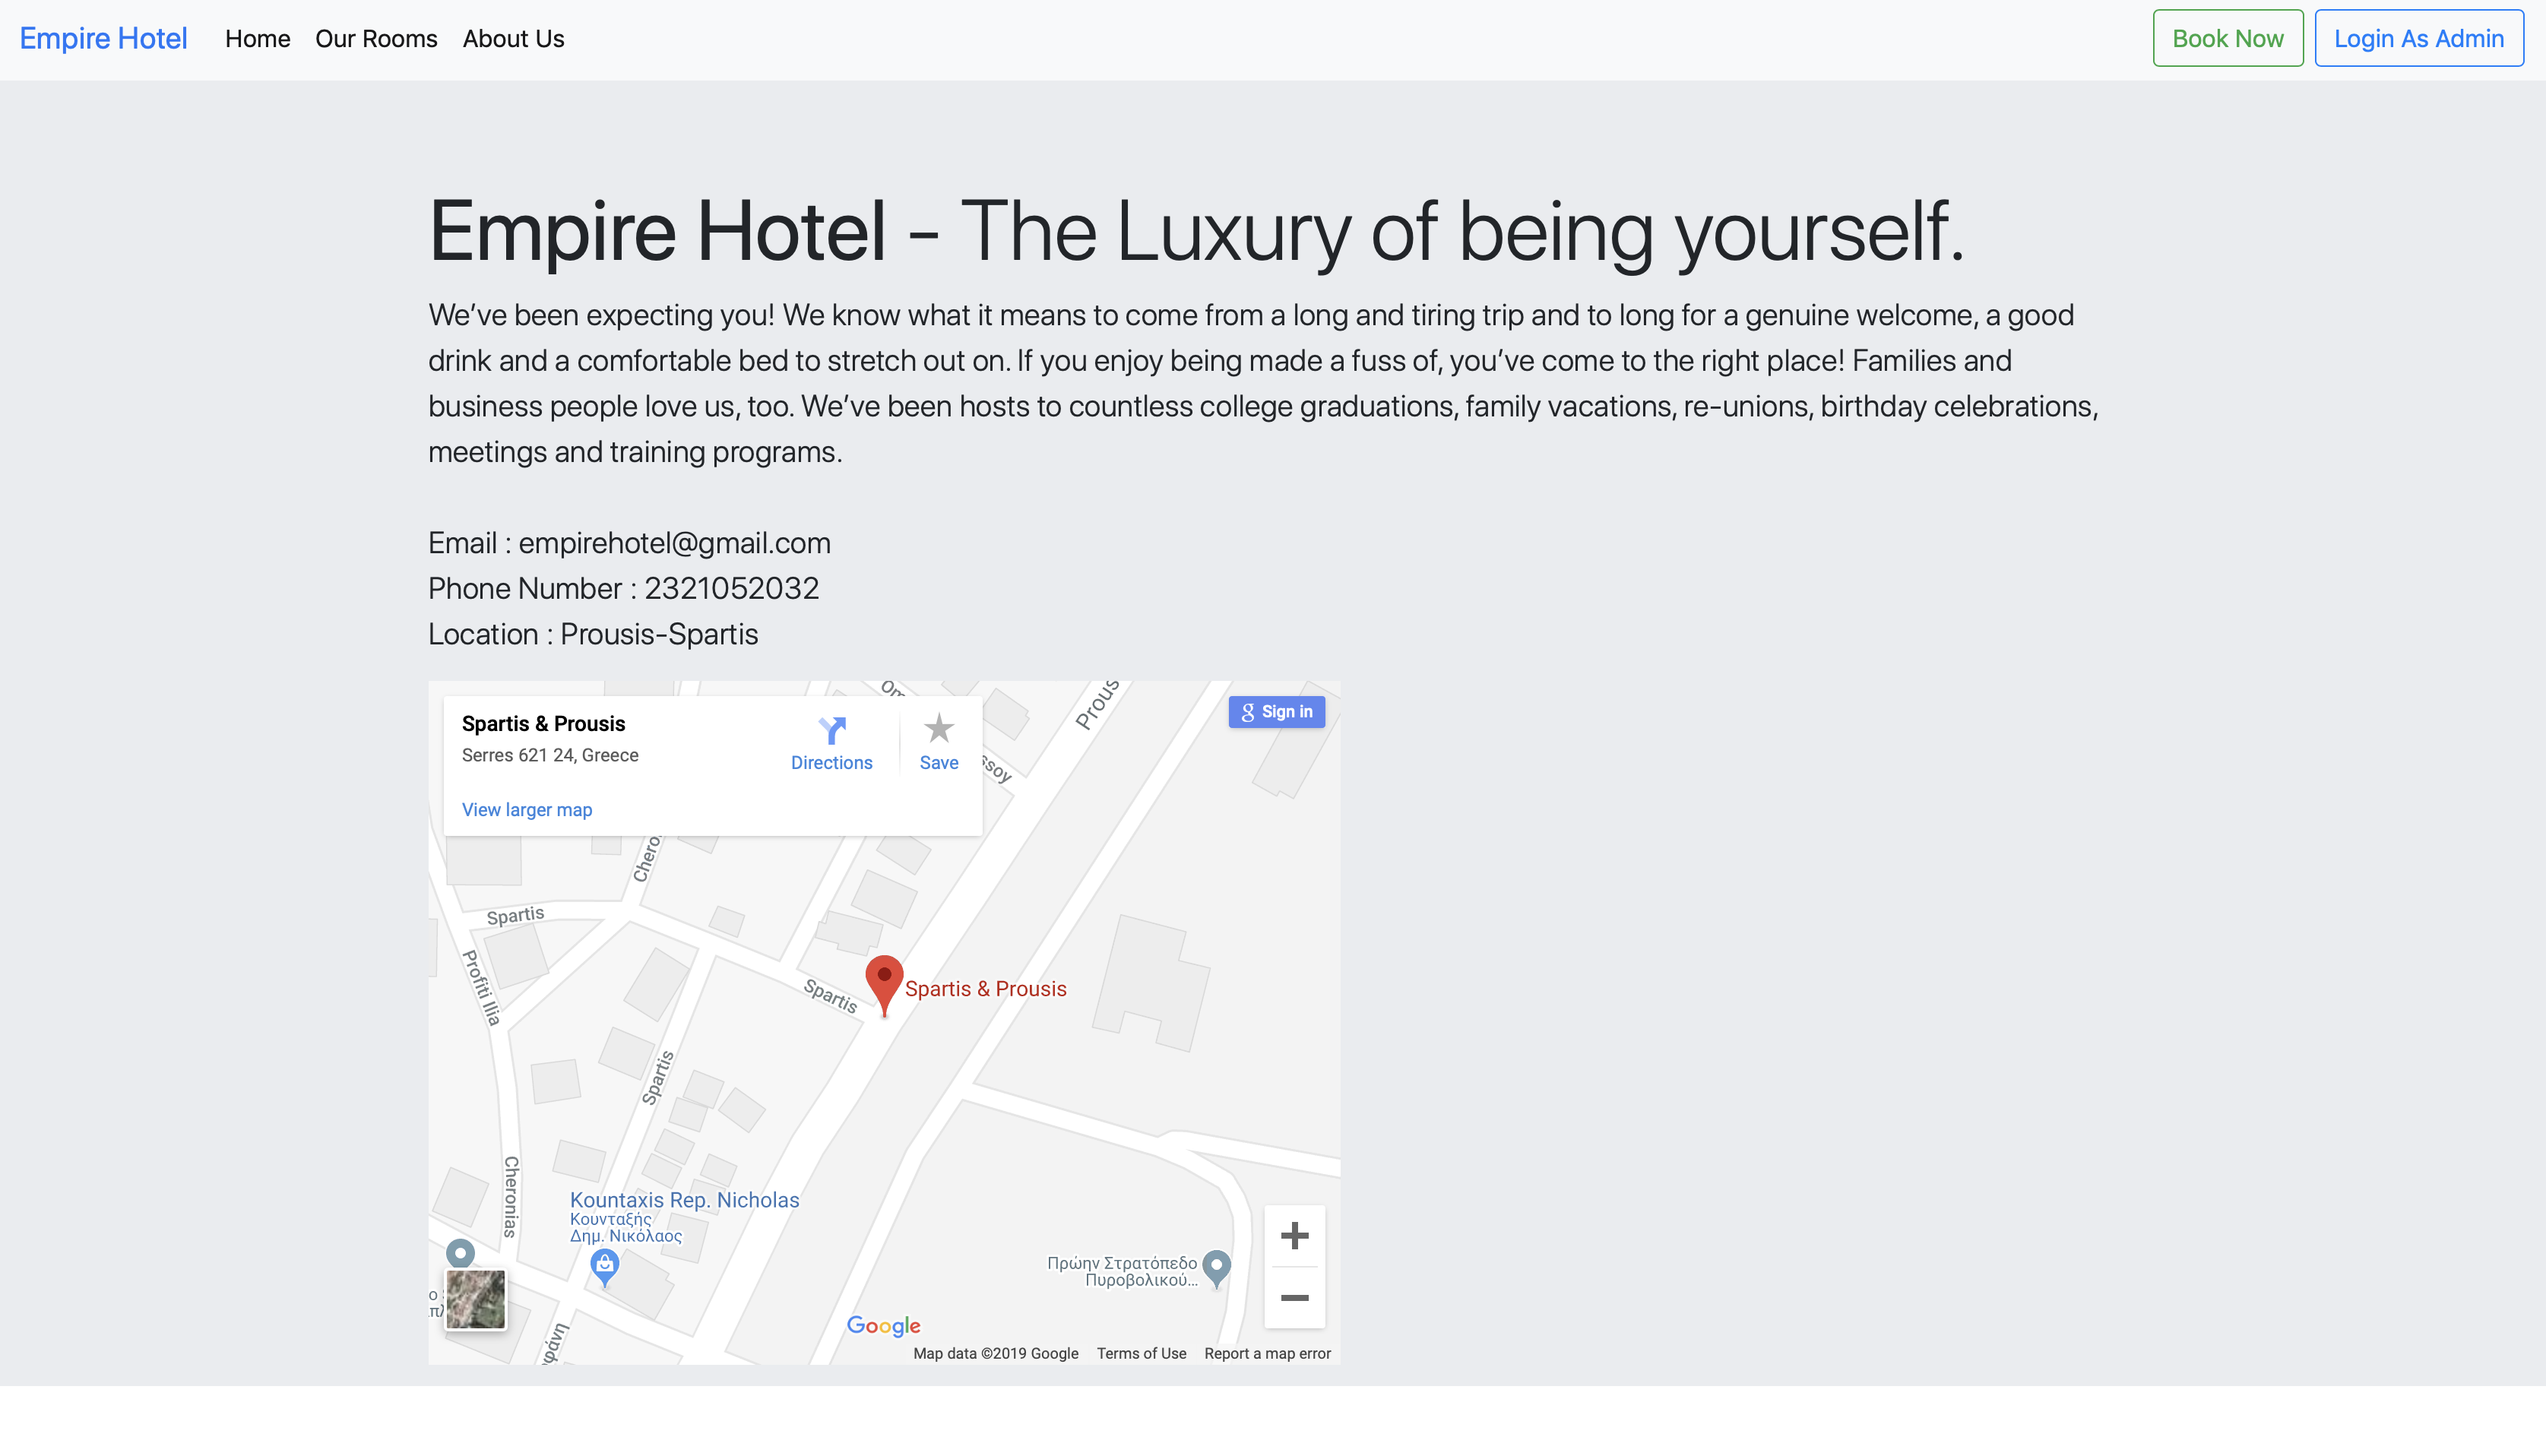 Empire Hotel Home Our Rooms About Us Book Now Login As Admin
Empire Hotel - The Luxury of being yourself.
We’ve been expecting you! We know what it means to come from a long and tiring trip and to long for a genuine welcome, a good
drink and a comfortable bed to stretch out on. If you enjoy being made a fuss of, you’ve come to the right place! Families and
business people love us, too. We’ve been hosts to countless college graduations, family vacations, re-unions, birthday celebrations,
meetings and training programs.
Email : empirehotel@gmail.com
Phone Number : 2321052032
Location : Prousis-Spartis
Spartis & Prousis
Serres 621 24, Greece
Directions
Save
View larger map
Sign in
Prous
ssoy
Chero
Spartis
Profiti Ilia
Spartis
Spartis & Prousis
Spartis
Cheronias
Kountaxis Rep. Nicholas
Κουνταξής
Δημ. Νικόλαος
Πρώην Στρατόπεδο
Πυροβολικού...
Google
Map data ©2019 Google Terms of Use Report a map error